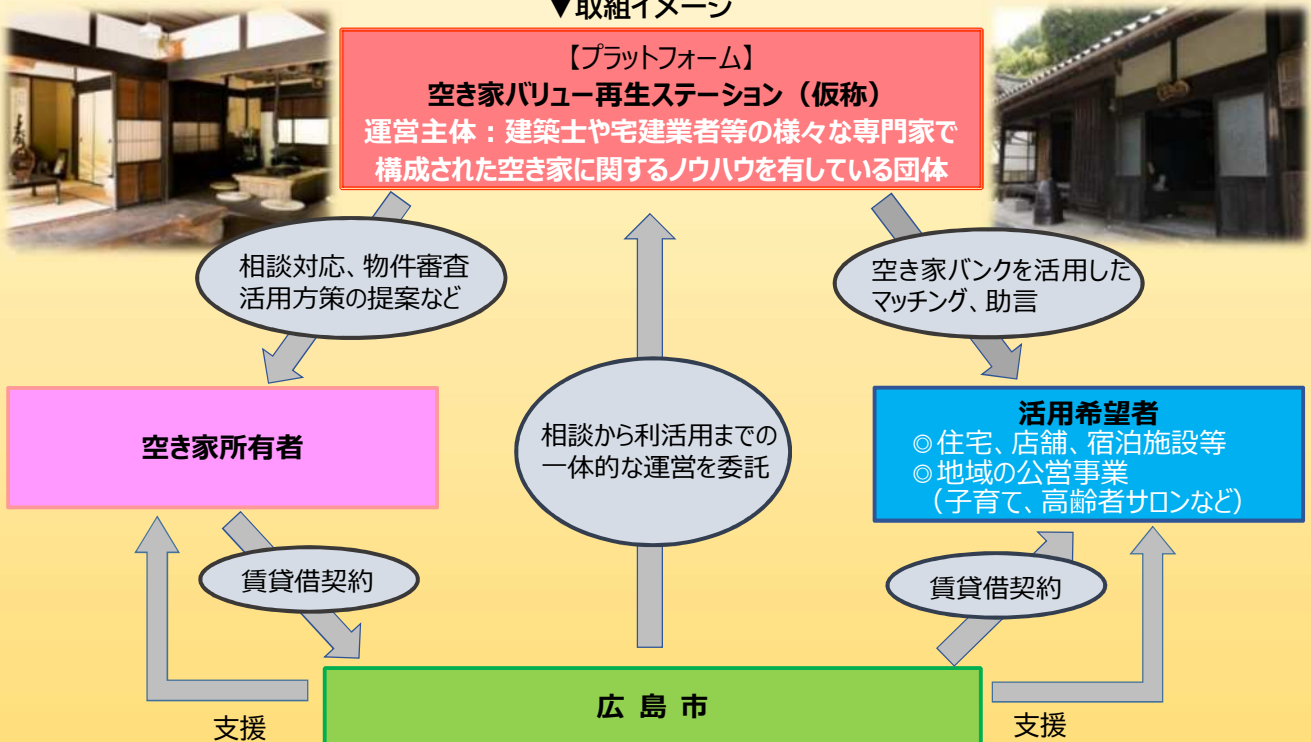 ▼取組イメージ
【プラットフォーム】
空き家バリュー再生ステーション（仮称）
運営主体：建築士や宅建業者等の様々な専門家で
構成された空き家に関するノウハウを有している団体
相談対応、物件審査
活用方策の提案など
空き家バンクを活用した
マッチング、助言
空き家所有者
相談から利活用までの
一体的な運営を委託
活用希望者
◎住宅、店舗、宿泊施設等
◎地域の公営事業
（子育て、高齢者サロンなど）
賃貸借契約
賃貸借契約
広島市
支援
支援